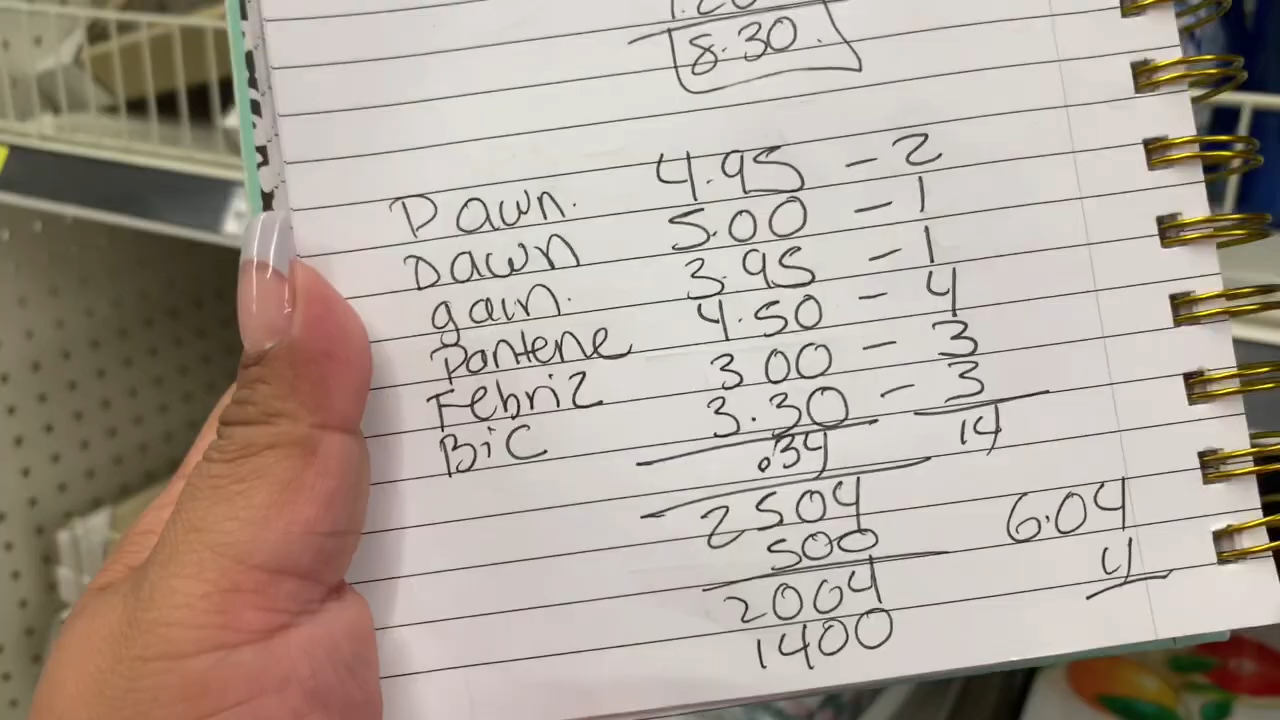 8.30.
Dawn. 4.95 - 2
Dawn 5.00 - 1
gain. 3.95 - 1
Pantene 4.50 - 4
Febriz 3 00 - 3
BiC 3.30 - 3
.34 14
2504
500 6.04
2004 4
1400